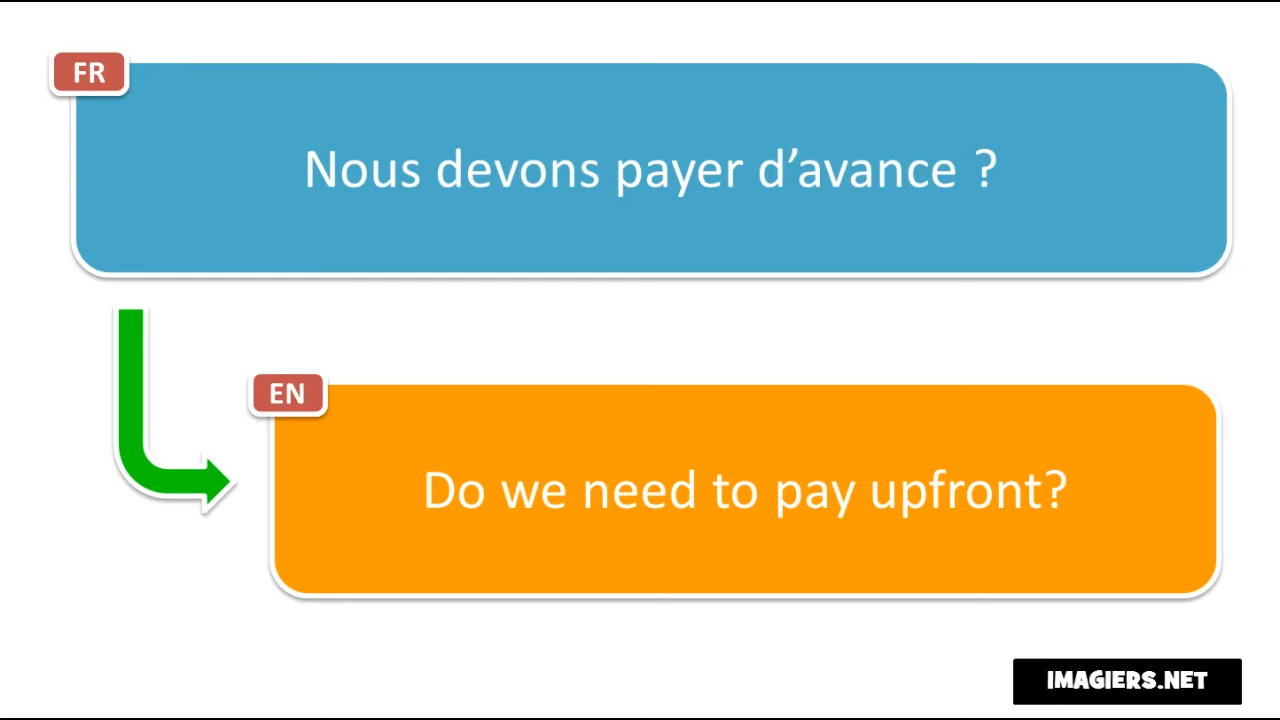 FR
Nous devons payer d’avance ?
EN
Do we need to pay upfront?
IMAGIERS.NET